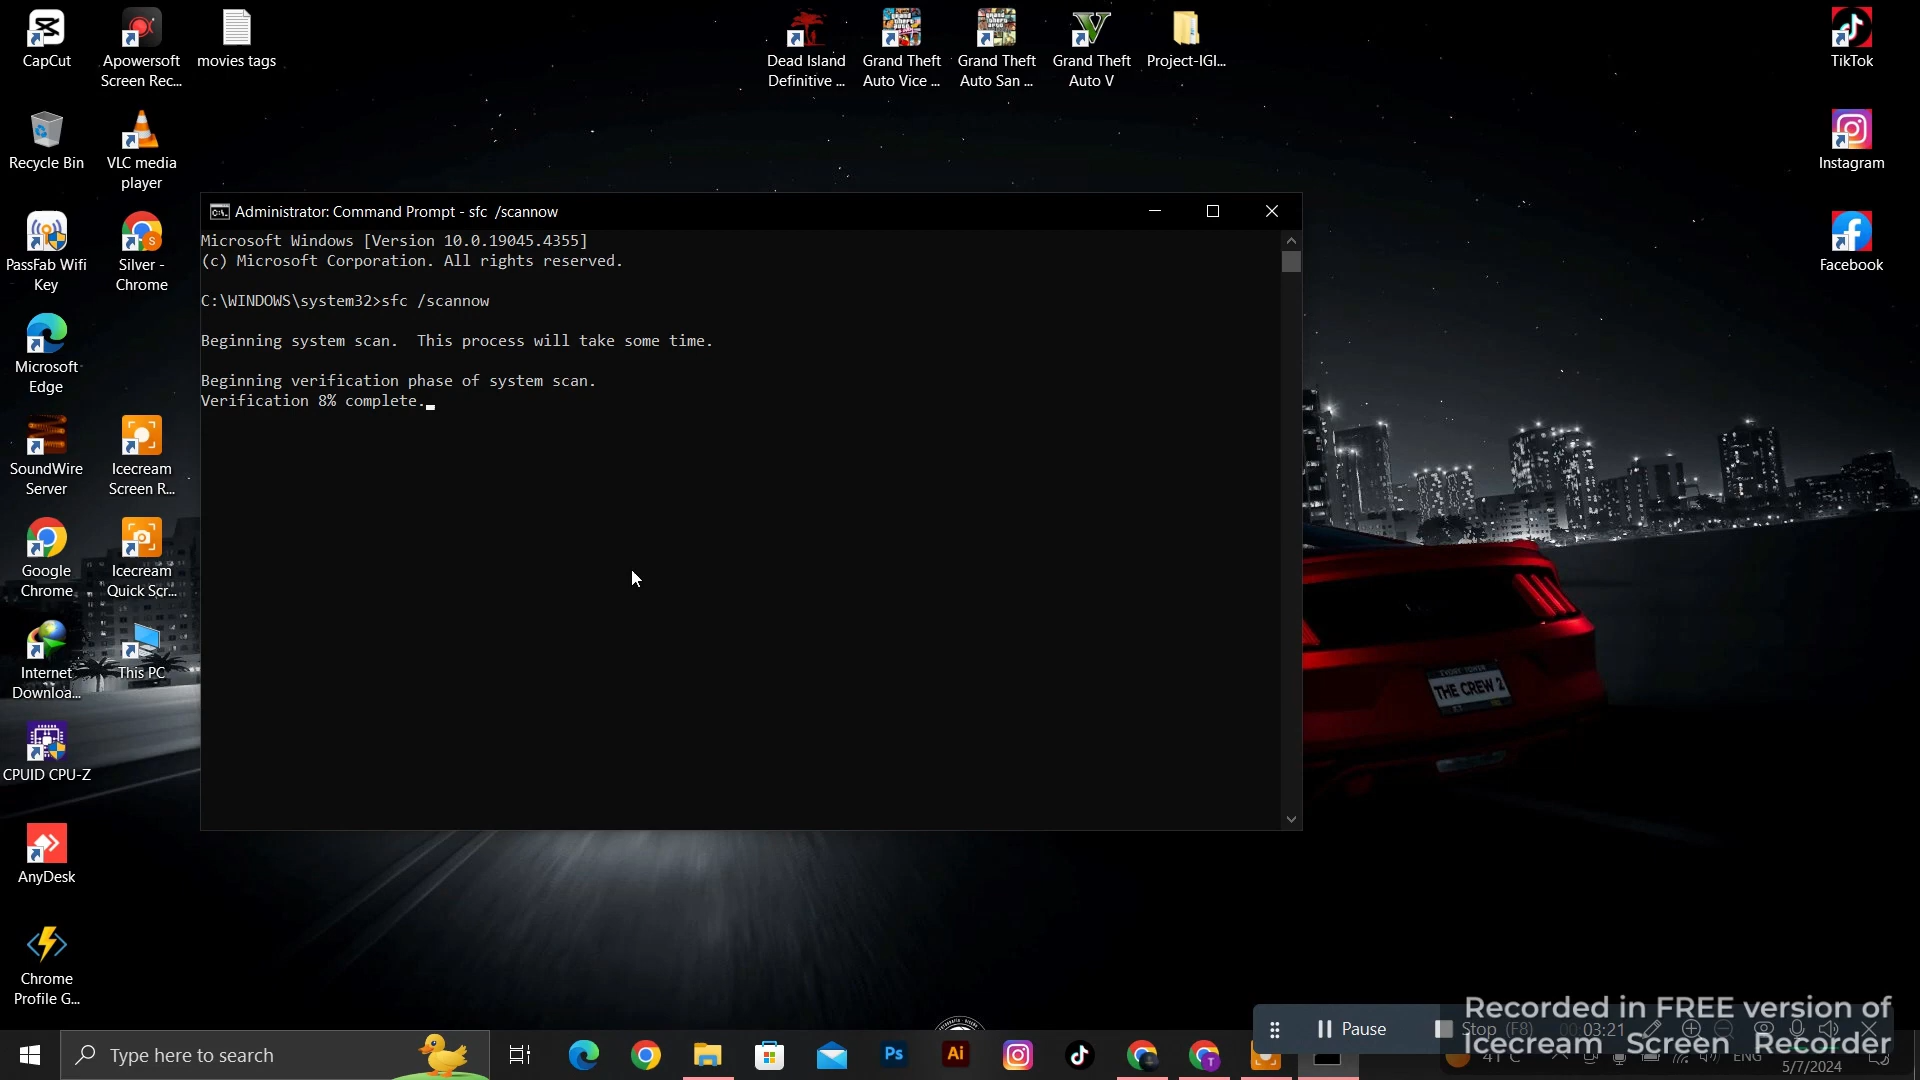 CapCut
Apowersoft
Screen Rec...
movies tags
Dead Island
Definitive ...
Grand Theft
Auto Vice ...
Grand Theft
Auto San ...
Grand Theft
Auto V
Project-IGI...
TikTok
Recycle Bin
VLC media
player
Instagram
PassFab Wifi
Key
Silver -
Chrome
Facebook
Administrator: Command Prompt - sfc  /scannow
Microsoft Windows [Version 10.0.19045.4355]
(c) Microsoft Corporation. All rights reserved.
C:\WINDOWS\system32>sfc /scannow
Beginning system scan.  This process will take some time.
Beginning verification phase of system scan.
Verification 8% complete.
Microsoft
Edge
SoundWire
Server
Icecream
Screen R...
Google
Chrome
Icecream
Quick Scr...
Internet
Downloa...
This PC
CPUID CPU-Z
THE CREW 2
AnyDesk
Chrome
Profile G...
Recorded in FREE version of
Icecream Screen Recorder
Pause
Stop (F8)
00:03:21
Type here to search
Ps
Ai
41°C
ENG
5/7/2024